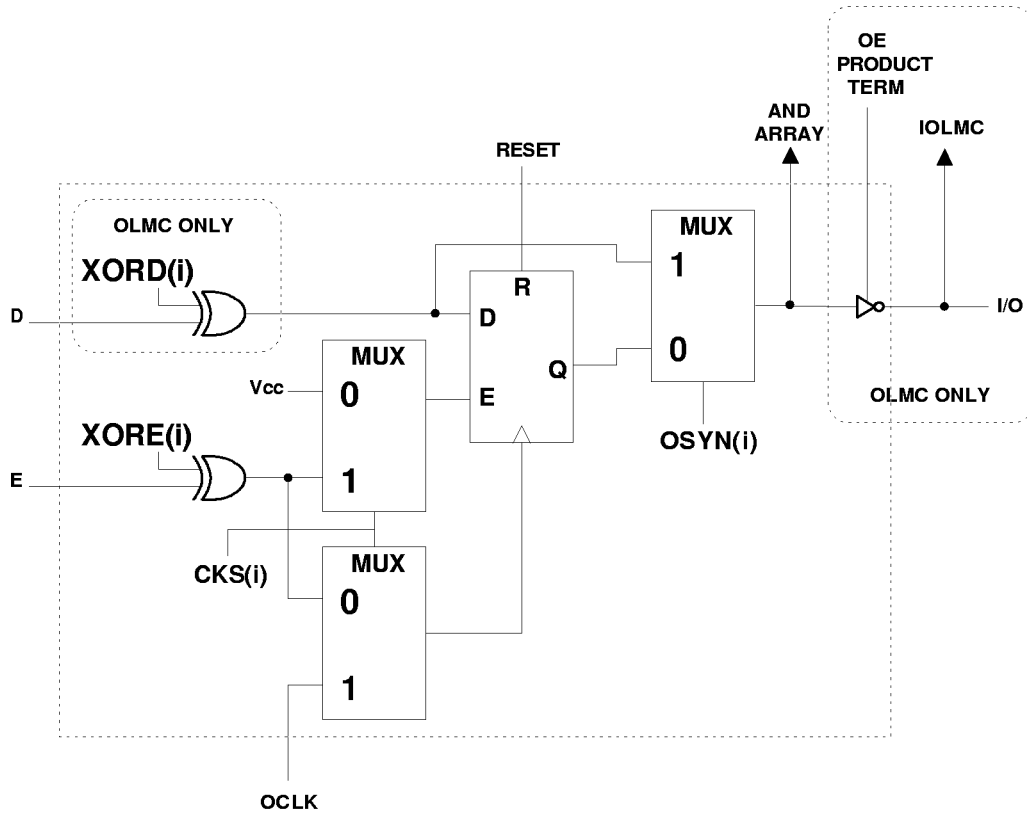 OE
PRODUCT
TERM
AND
ARRAY
IOLMC
RESET
OLMC ONLY
XORD(i)
MUX
1
R
D
D
I/O
MUX
0
Q
Vcc
0
E
OLMC ONLY
XORE(i)
OSYN(i)
E
1
MUX
CKS(i)
0
1
OCLK